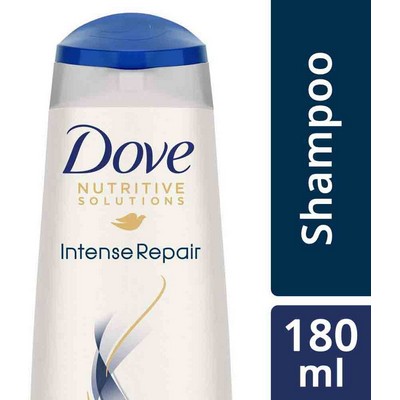 Dove
NUTRITIVE
SOLUTIONS
Intense Repair
Shampoo
180
ml